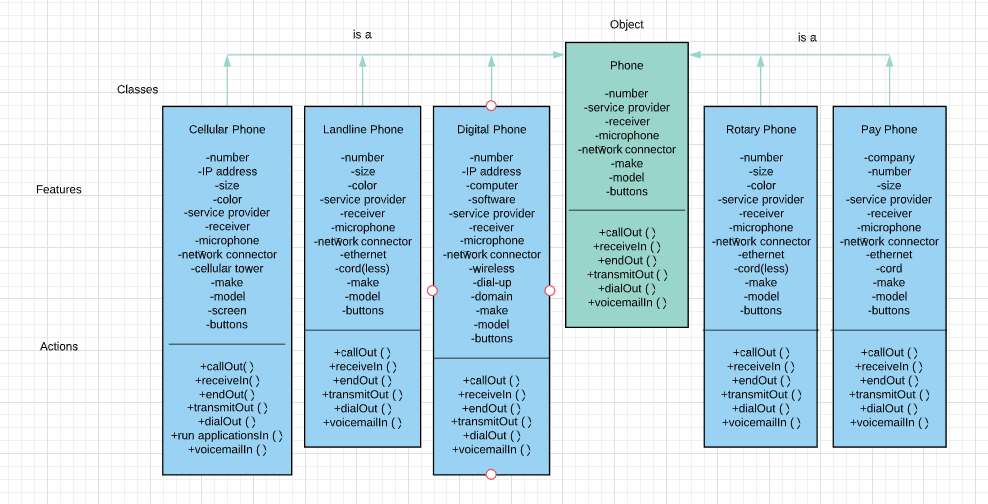 Object
is a
is a
Classes
Features
Actions
Cellular Phone
-number
-IP address
-size
-color
-service provider
-receiver
-microphone
-network connector
-cellular tower
-make
-model
-screen
-buttons
+callOut()
+receiveIn()
+endOut()
+transmitOut ()
+dialOut ()
+run applicationsIn ()
+voicemailIn ()
Landline Phone
-number
-size
-color
-service provider
-receiver
-microphone
-network connector
-ethernet
-cord(less)
-make
-model
-buttons
+callOut ()
+receiveIn ()
+endOut ()
+transmitOut ()
+dialOut ()
+voicemailIn ()
Digital Phone
-number
-IP address
-computer
-software
-service provider
-receiver
-microphone
-network connector
-wireless
-dial-up
-domain
-make
-model
-buttons
+callOut ()
+receiveIn ()
+endOut ()
+transmitOut ()
+dialOut ()
+voicemailIn ()
Phone
-number
-service provider
-receiver
-microphone
-network connector
-make
-model
-buttons
+callOut ()
+receiveIn ()
+endOut ()
+transmitOut ()
+dialOut ()
+voicemailIn ()
Rotary Phone
-number
-size
-color
-service provider
-receiver
-microphone
-network connector
-ethernet
-cord(less)
-make
-model
-buttons
+callOut ()
+receiveIn ()
+endOut ()
+transmitOut ()
+dialOut ()
+voicemailIn ()
Pay Phone
-company
-number
-size
-service provider
-receiver
-microphone
-network connector
-ethernet
-cord
-make
-model
-buttons
+callOut ()
+receiveIn ()
+endOut ()
+transmitOut ()
+dialOut ()
+voicemailIn ()